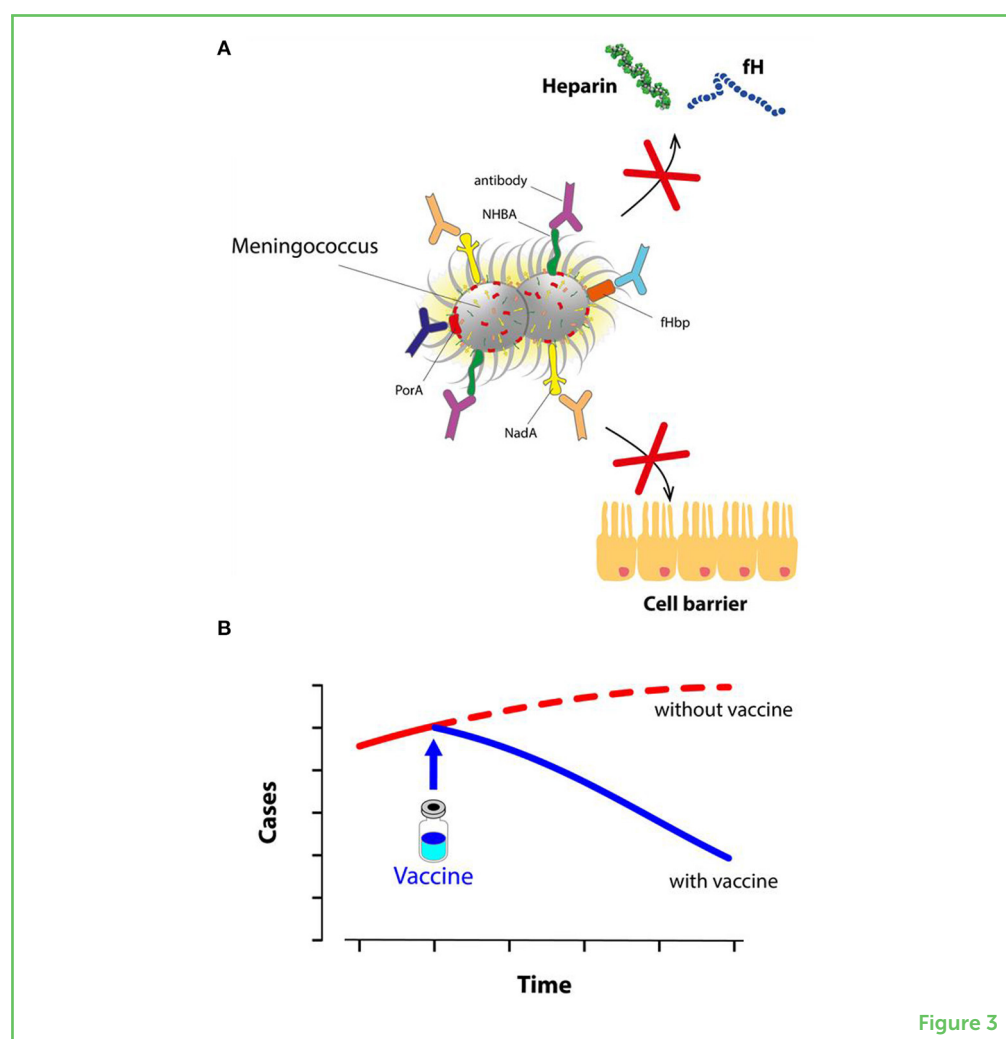 A
Heparin
fH
antibody
NHBA
Meningococcus
fHbp
PorA
NadA
Cell barrier
B
without vaccine
Cases
Vaccine
with vaccine
Time
Figure 3